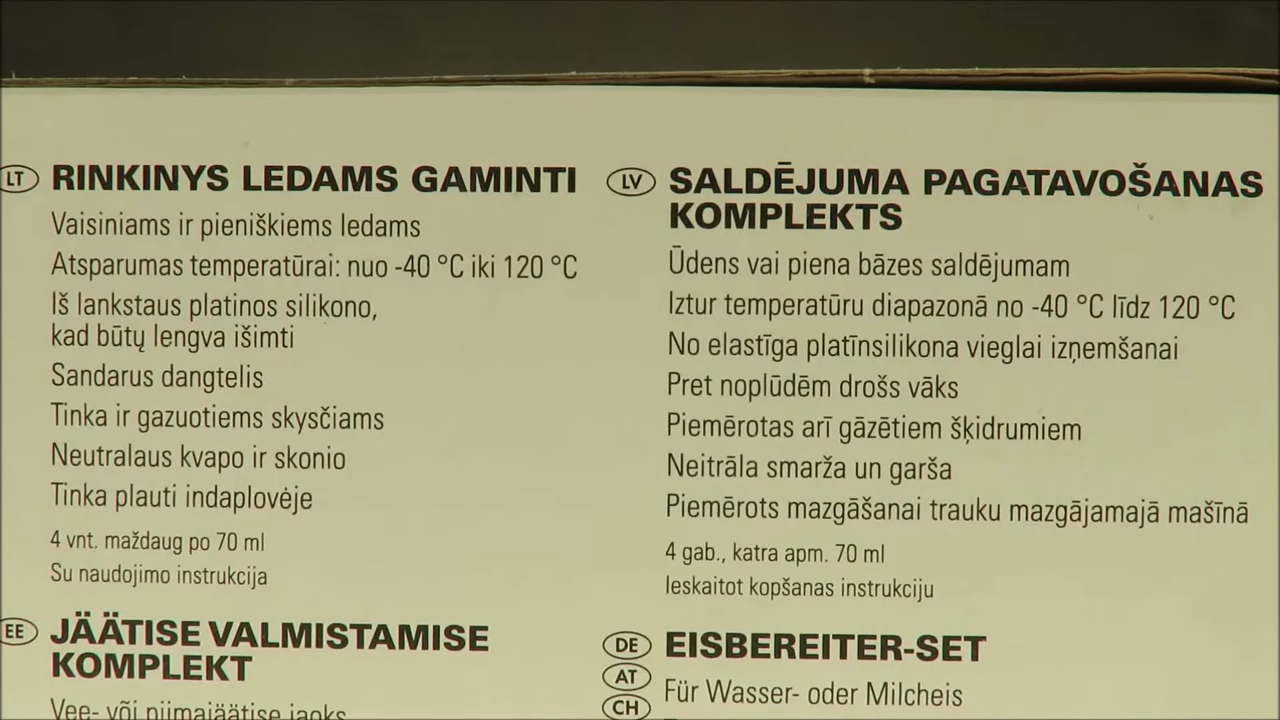 LT RINKINYS LEDAMS GAMINTI
Vaisiniams ir pieniškiems ledams
Atsparumas temperatūrai: nuo -40 °C iki 120 °C
Iš lankstaus platinos silikono,
kad būtų lengva išimti
Sandarus dangtelis
Tinka ir gazuotiems skysčiams
Neutralaus kvapo ir skonio
Tinka plauti indaplovėje
4 vnt. maždaug po 70 ml
Su naudojimo instrukcija
LV SALDĒJUMA PAGATAVOŠANAS
KOMPLEKTS
Ūdens vai piena bāzes saldējumam
Iztur temperatūru diapazonā no -40 °C līdz 120 °C
No elastīga platīnsilikona vieglai izņemšanai
Pret noplūdēm drošs vāks
Piemērotas arī gāzētiem šķidrumiem
Neitrāla smarža un garša
Piemērots mazgāšanai trauku mazgājamajā mašīnā
4 gab., katra apm. 70 ml
Ieskaitot kopšanas instrukciju
EE JÄÄTISE VALMISTAMISE
KOMPLEKT
Vee- või piimajäätise jaoks
DE AT CH EISBEREITER-SET
Für Wasser- oder Milcheis